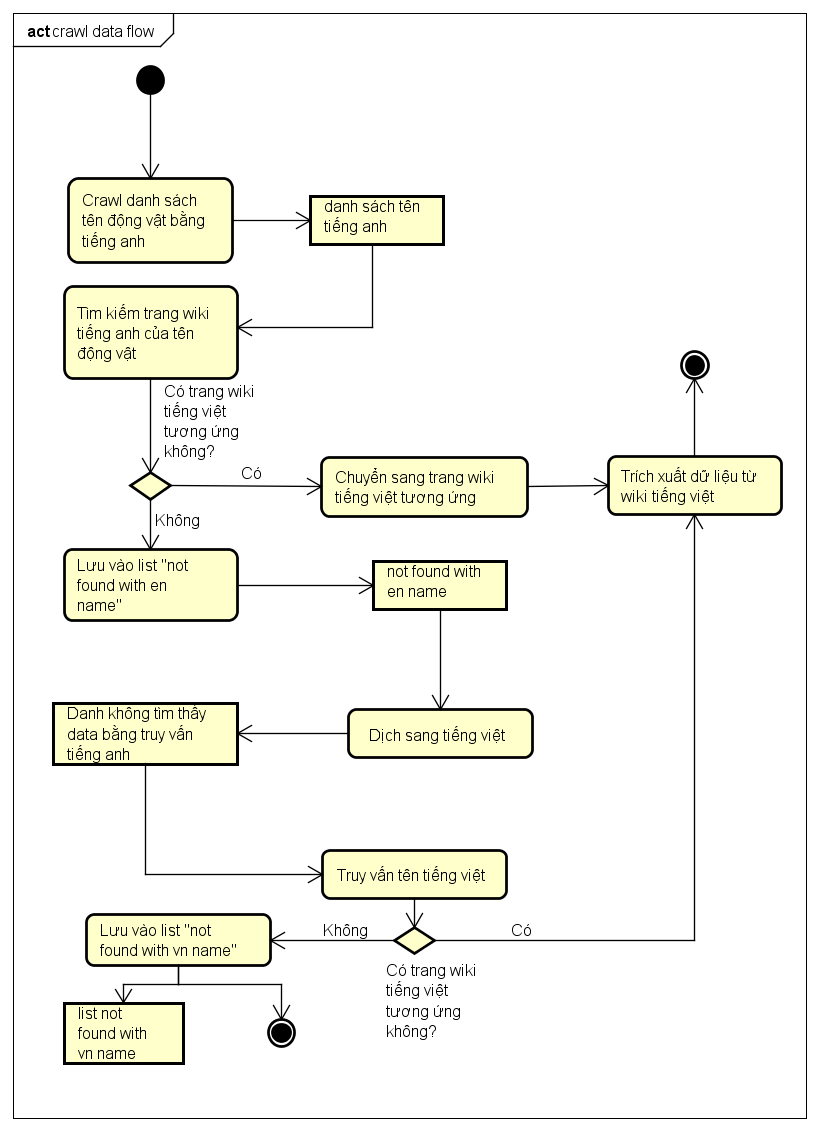 act crawl data flow
Crawl danh sách
tên động vật bằng
tiếng anh
danh sách tên
tiếng anh
Tìm kiếm trang wiki
tiếng anh của tên
động vật
Có trang wiki
tiếng việt
tương ứng
không?
Có
Chuyển sang trang wiki
tiếng việt tương ứng
Trích xuất dữ liệu từ
wiki tiếng việt
Không
Lưu vào list "not
found with en
name"
not found with
en name
Dịch sang tiếng việt
Danh không tìm thấy
data bằng truy vấn
tiếng anh
Truy vấn tên tiếng việt
Không
Có
Lưu vào list "not
found with vn name"
Có trang wiki
tiếng việt
tương ứng
không?
list not
found with
vn name